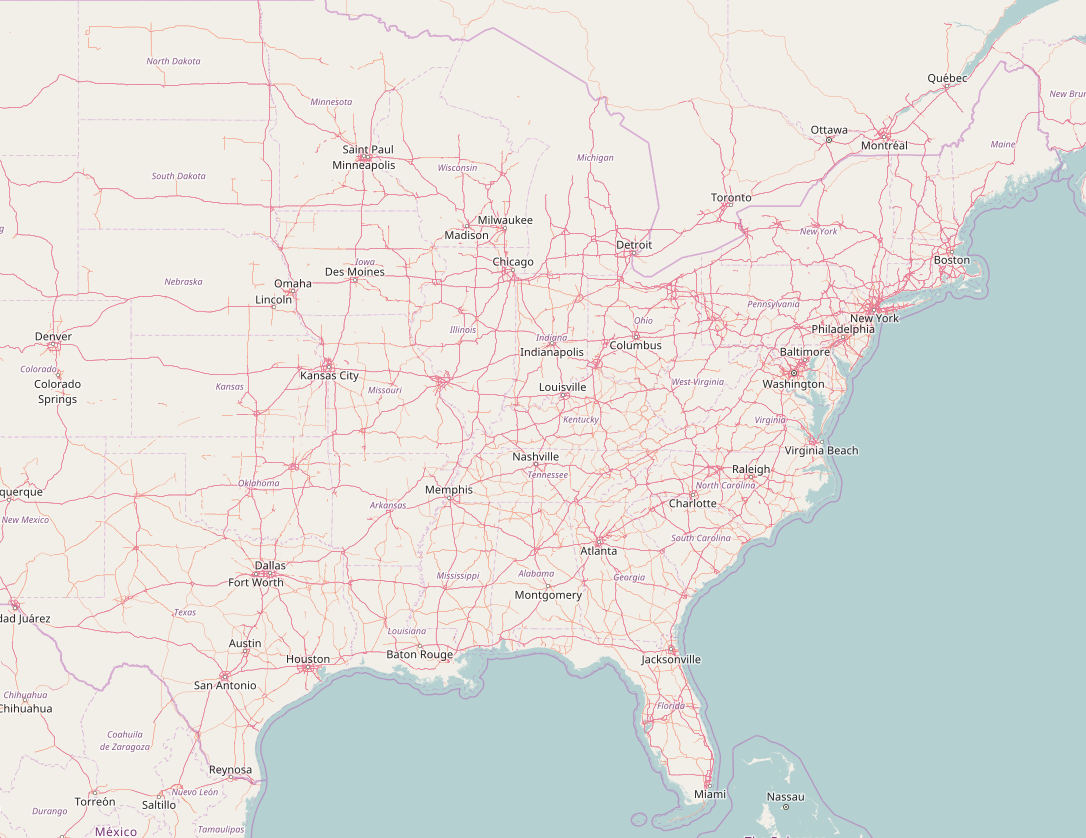 Québec
North Dakota
New Brun
Minnesota
Ottawa
Montréal
Maine
Saint Paul
Minneapolis
Michigan
Wisconsin
South Dakota
Toronto
Milwaukee
Madison
New York
Detroit
Boston
Chicago
Iowa
Des Moines
Nebraska
Omaha
Lincoln
Pennsylvania
New York
Philadelphia
Ohio
Illinois
Indiana
Indianapolis
Columbus
Denver
Baltimore
Washington
Colorado
Colorado
Springs
Kansas
Kansas City
Missouri
Louisville
West Virginia
Kentucky
Virginia
Virginia Beach
Nashville
Tennessee
Raleigh
North Carolina
Oklahoma
Memphis
querque
Arkansas
Charlotte
New Mexico
South Carolina
Atlanta
Dallas
Fort Worth
Mississippi
Alabama
Georgia
Montgomery
Texas
dad Juárez
Louisiana
Austin
Baton Rouge
Houston
Jacksonville
San Antonio
Chihuahua
Chihuahua
Florida
Coahuila
de Zaragoza
Reynosa
Nuevo León
Torreón
Saltillo
Miami
Nassau
Durango
México
Tamaulipas